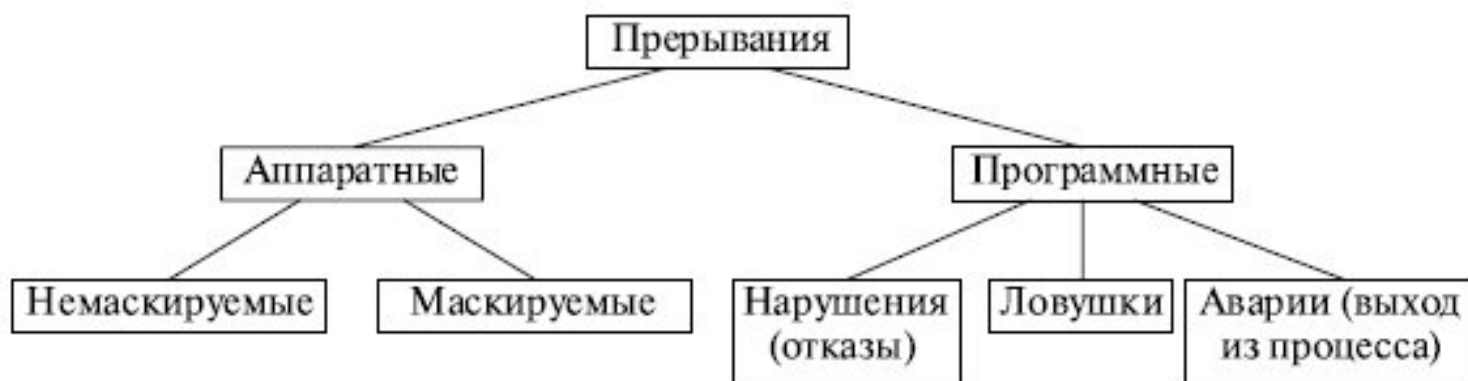 Прерывания
Аппаратные
Программные
Немаскируемые
Маскируемые
Нарушения
(отказы)
Ловушки
Аварии (выход
из процесса)